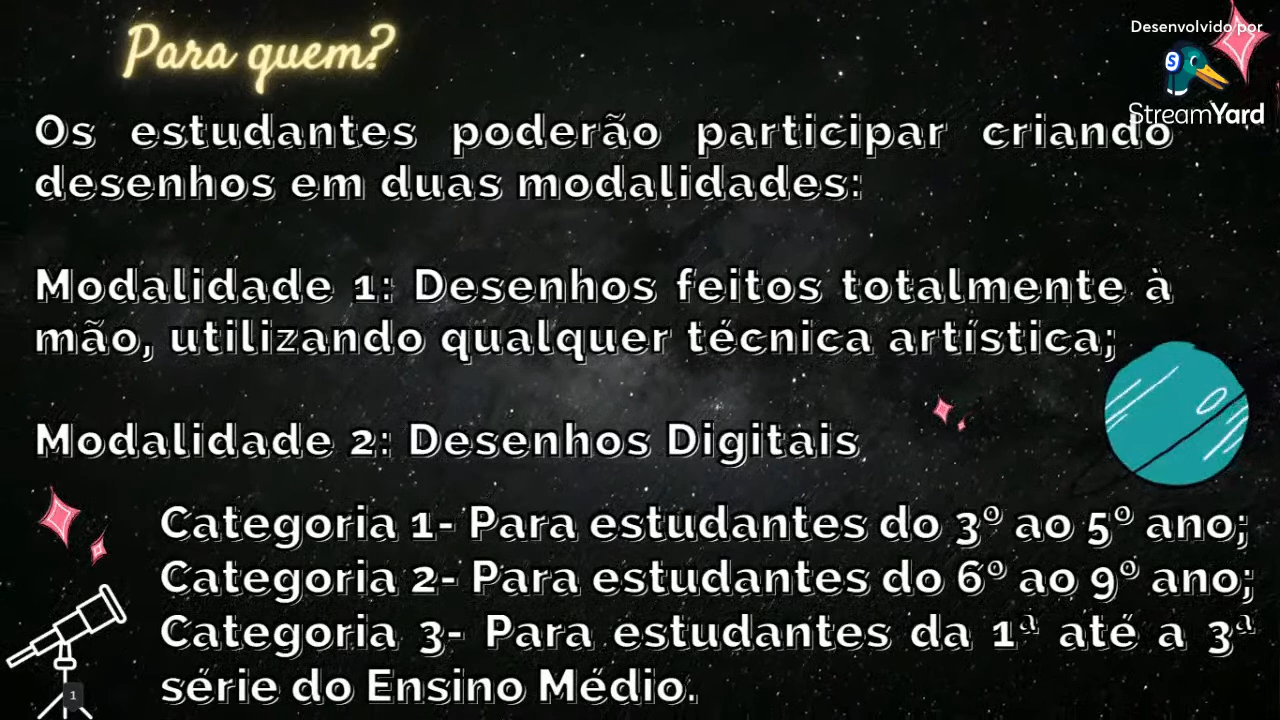 Para quem?
Desenvolvido por
StreamYard
Os estudantes poderão participar criando
desenhos em duas modalidades:
Modalidade 1: Desenhos feitos totalmente à
mão, utilizando qualquer técnica artística;
Modalidade 2: Desenhos Digitais
Categoria 1- Para estudantes do 3º ao 5º ano;
Categoria 2- Para estudantes do 6º ao 9º ano;
Categoria 3- Para estudantes da 1ª até a 3ª
série do Ensino Médio.
1